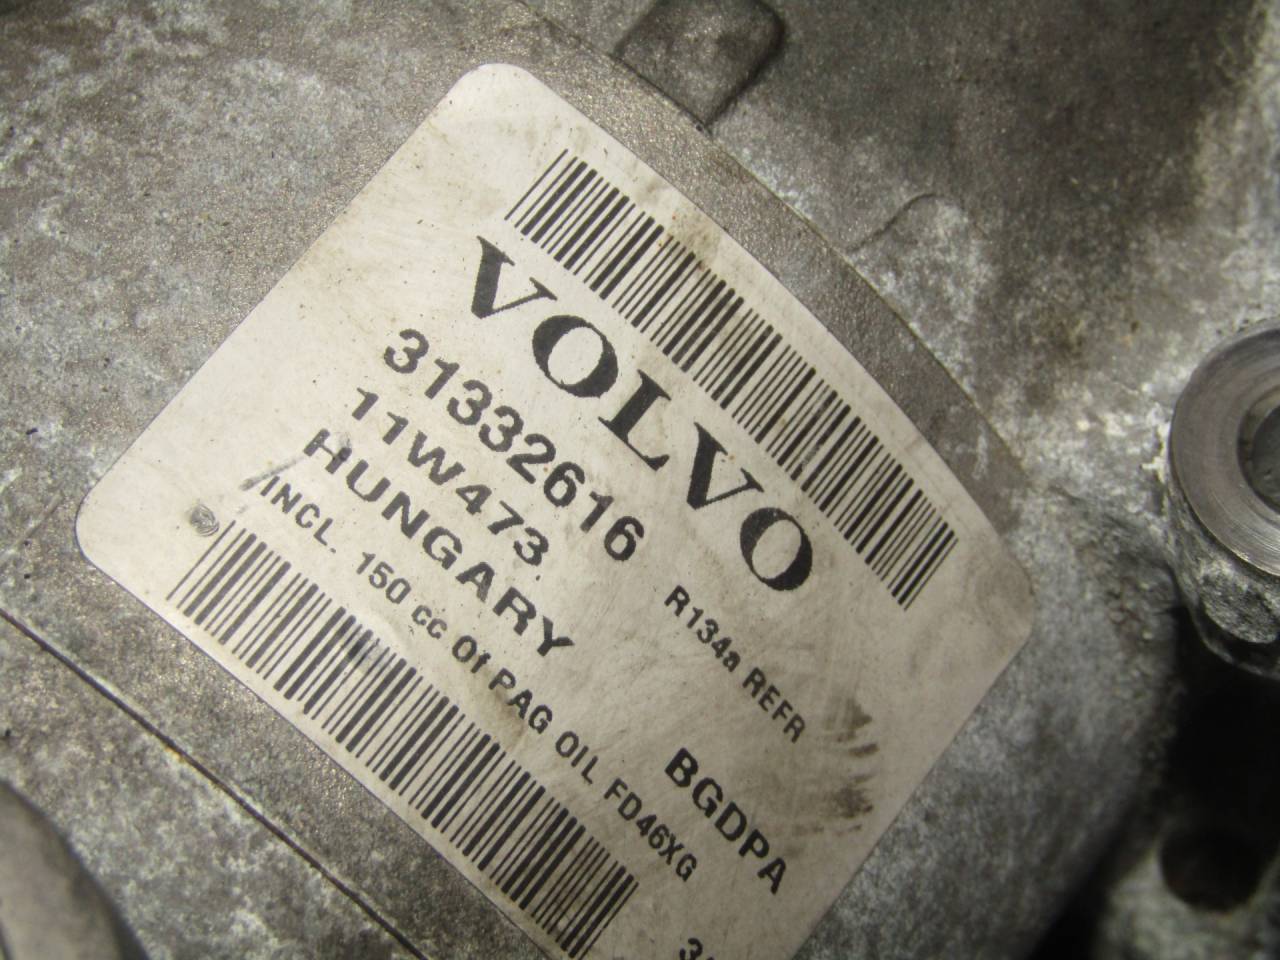 VOLVO
31332616 R134a REFR
11W473
HUNGARY BGDPA
INCL. 150 cc Of PAG OIL FD46XG